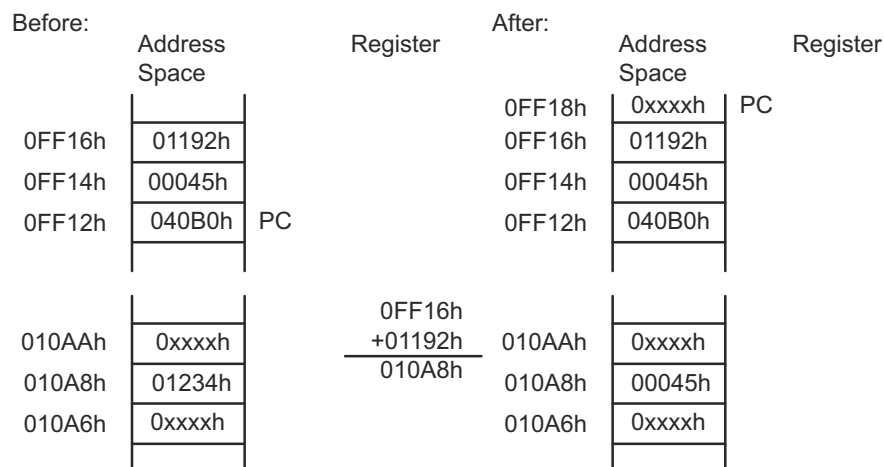 Before:
Address Space
Register
0FF16h 01192h
0FF14h 00045h
0FF12h 040B0h PC
010AAh 0xxxxh
010A8h 01234h
010A6h 0xxxxh
0FF16h
+01192h
010A8h
After:
Address Space
Register
0FF18h 0xxxxh PC
0FF16h 01192h
0FF14h 00045h
0FF12h 040B0h
010AAh 0xxxxh
010A8h 00045h
010A6h 0xxxxh